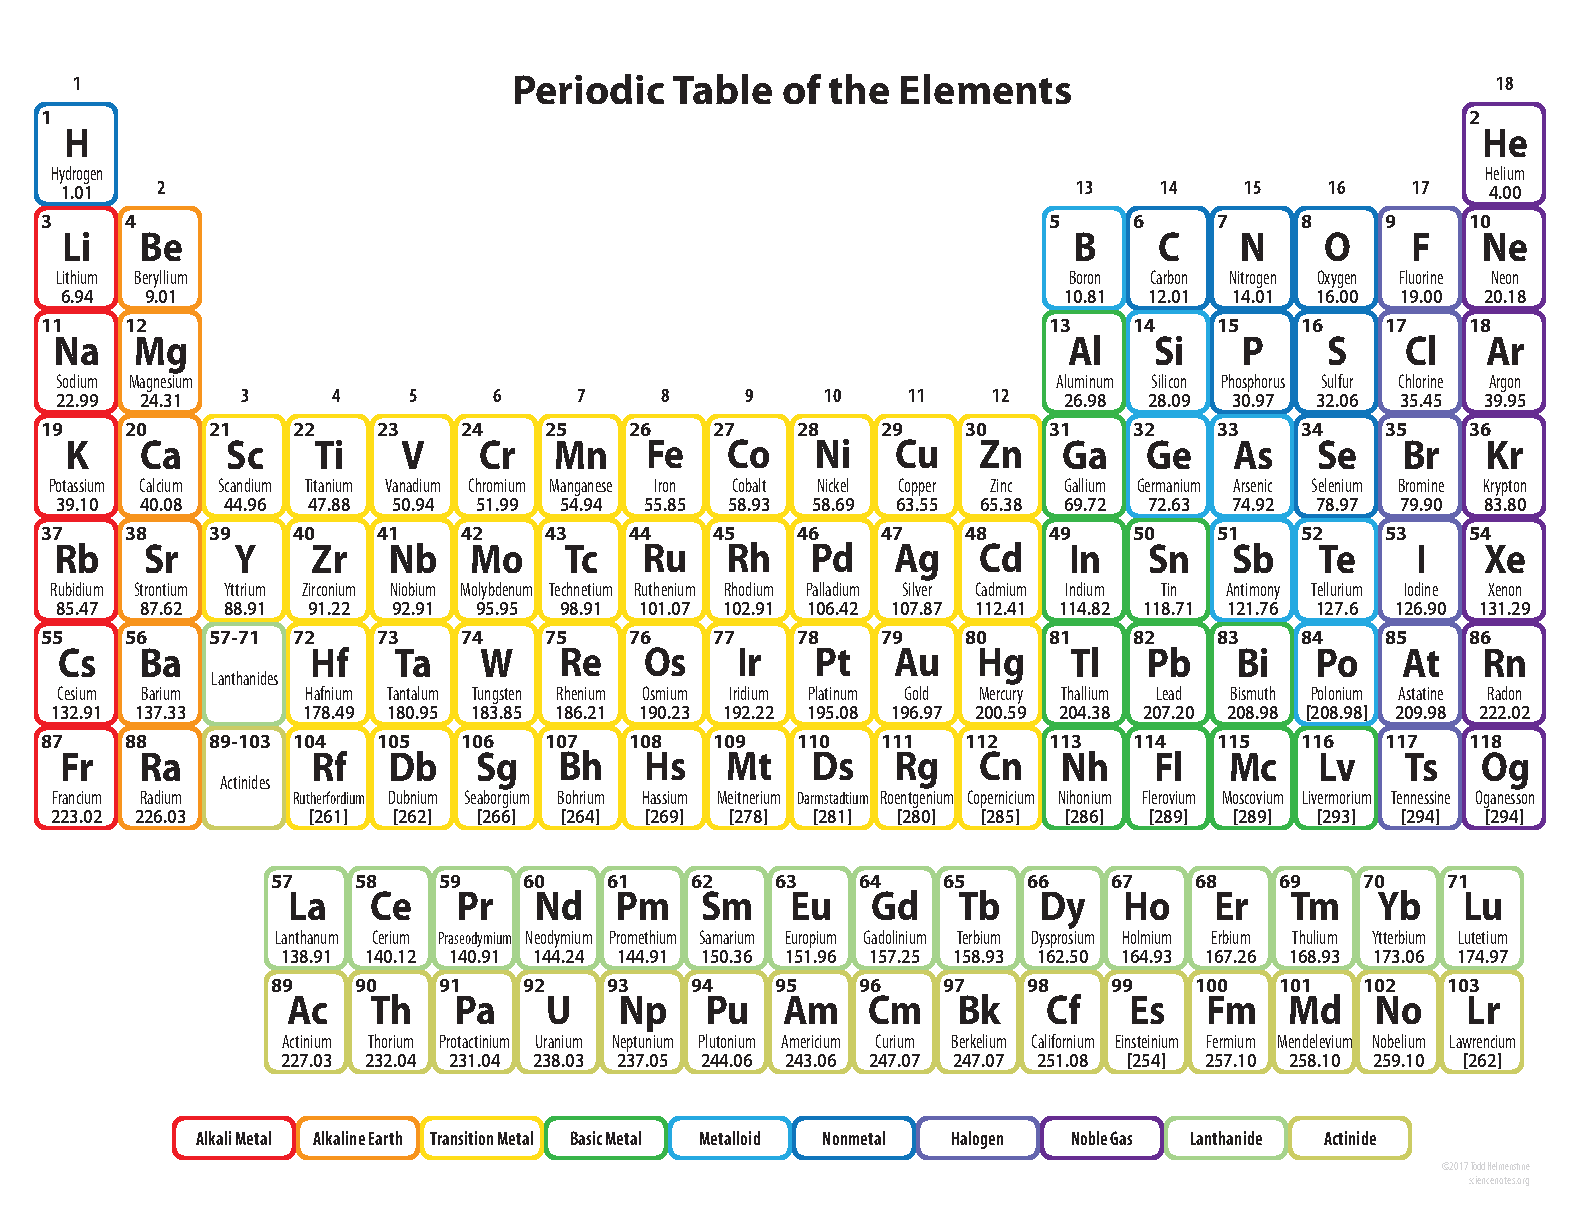 Periodic Table of the Elements
1
18
1
H
Hydrogen
1.01
2
He
Helium
4.00
2
13
14
15
16
17
3
Li
Lithium
6.94
4
Be
Beryllium
9.01
5
B
Boron
10.81
6
C
Carbon
12.01
7
N
Nitrogen
14.01
8
O
Oxygen
16.00
9
F
Fluorine
19.00
10
Ne
Neon
20.18
11
Na
Sodium
22.99
12
Mg
Magnesium
24.31
13
Al
Aluminum
26.98
14
Si
Silicon
28.09
15
P
Phosphorus
30.97
16
S
Sulfur
32.06
17
Cl
Chlorine
35.45
18
Ar
Argon
39.95
3
4
5
6
7
8
9
10
11
12
19
K
Potassium
39.10
20
Ca
Calcium
40.08
21
Sc
Scandium
44.96
22
Ti
Titanium
47.88
23
V
Vanadium
50.94
24
Cr
Chromium
51.99
25
Mn
Manganese
54.94
26
Fe
Iron
55.85
27
Co
Cobalt
58.93
28
Ni
Nickel
58.69
29
Cu
Copper
63.55
30
Zn
Zinc
65.38
31
Ga
Gallium
69.72
32
Ge
Germanium
72.63
33
As
Arsenic
74.92
34
Se
Selenium
78.97
35
Br
Bromine
79.90
36
Kr
Krypton
83.80
37
Rb
Rubidium
85.47
38
Sr
Strontium
87.62
39
Y
Yttrium
88.91
40
Zr
Zirconium
91.22
41
Nb
Niobium
92.91
42
Mo
Molybdenum
95.95
43
Tc
Technetium
98.91
44
Ru
Ruthenium
101.07
45
Rh
Rhodium
102.91
46
Pd
Palladium
106.42
47
Ag
Silver
107.87
48
Cd
Cadmium
112.41
49
In
Indium
114.82
50
Sn
Tin
118.71
51
Sb
Antimony
121.76
52
Te
Tellurium
127.6
53
I
Iodine
126.90
54
Xe
Xenon
131.29
55
Cs
Cesium
132.91
56
Ba
Barium
137.33
57-71
Lanthanides
72
Hf
Hafnium
178.49
73
Ta
Tantalum
180.95
74
W
Tungsten
183.85
75
Re
Rhenium
186.21
76
Os
Osmium
190.23
77
Ir
Iridium
192.22
78
Pt
Platinum
195.08
79
Au
Gold
196.97
80
Hg
Mercury
200.59
81
Tl
Thallium
204.38
82
Pb
Lead
207.20
83
Bi
Bismuth
208.98
84
Po
Polonium
[208.98]
85
At
Astatine
209.98
86
Rn
Radon
222.02
87
Fr
Francium
223.02
88
Ra
Radium
226.03
89-103
Actinides
104
Rf
Rutherfordium
[261]
105
Db
Dubnium
[262]
106
Sg
Seaborgium
[266]
107
Bh
Bohrium
[264]
108
Hs
Hassium
[269]
109
Mt
Meitnerium
[278]
110
Ds
Darmstadtium
[281]
111
Rg
Roentgenium
[280]
112
Cn
Copernicium
[285]
113
Nh
Nihonium
[286]
114
Fl
Flerovium
[289]
115
Mc
Moscovium
[289]
116
Lv
Livermorium
[293]
117
Ts
Tennessine
[294]
118
Og
Oganesson
[294]
57
La
Lanthanum
138.91
58
Ce
Cerium
140.12
59
Pr
Praseodymium
140.91
60
Nd
Neodymium
144.24
61
Pm
Promethium
144.91
62
Sm
Samarium
150.36
63
Eu
Europium
151.96
64
Gd
Gadolinium
157.25
65
Tb
Terbium
158.93
66
Dy
Dysprosium
162.50
67
Ho
Holmium
164.93
68
Er
Erbium
167.26
69
Tm
Thulium
168.93
70
Yb
Ytterbium
173.06
71
Lu
Lutetium
174.97
89
Ac
Actinium
227.03
90
Th
Thorium
232.04
91
Pa
Protactinium
231.04
92
U
Uranium
238.03
93
Np
Neptunium
237.05
94
Pu
Plutonium
244.06
95
Am
Americium
243.06
96
Cm
Curium
247.07
97
Bk
Berkelium
247.07
98
Cf
Californium
251.08
99
Es
Einsteinium
[254]
100
Fm
Fermium
257.10
101
Md
Mendelevium
258.10
102
No
Nobelium
259.10
103
Lr
Lawrencium
[262]
Alkali Metal
Alkaline Earth
Transition Metal
Basic Metal
Metalloid
Nonmetal
Halogen
Noble Gas
Lanthanide
Actinide
©2017 Todd Helmenstine
sciencenotes.org